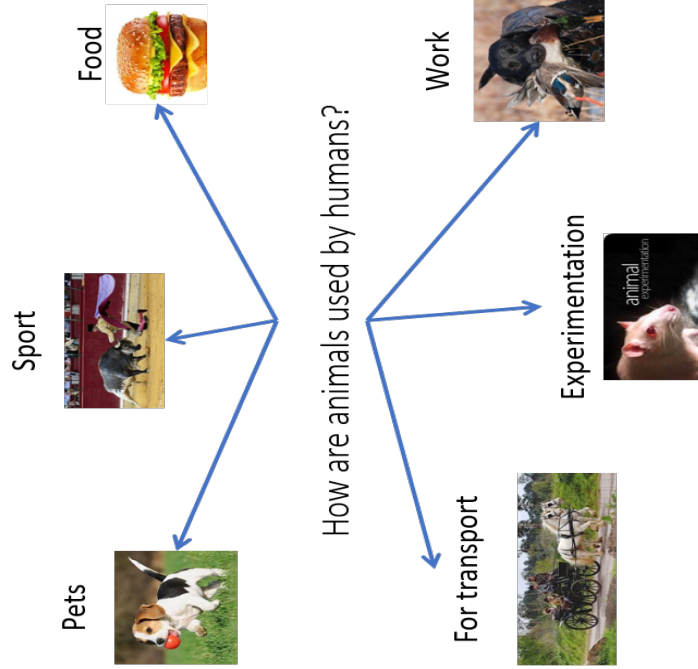 Pets
Sport
Food
How are animals used by humans?
For transport
Experimentation
animal
experimentation
Work